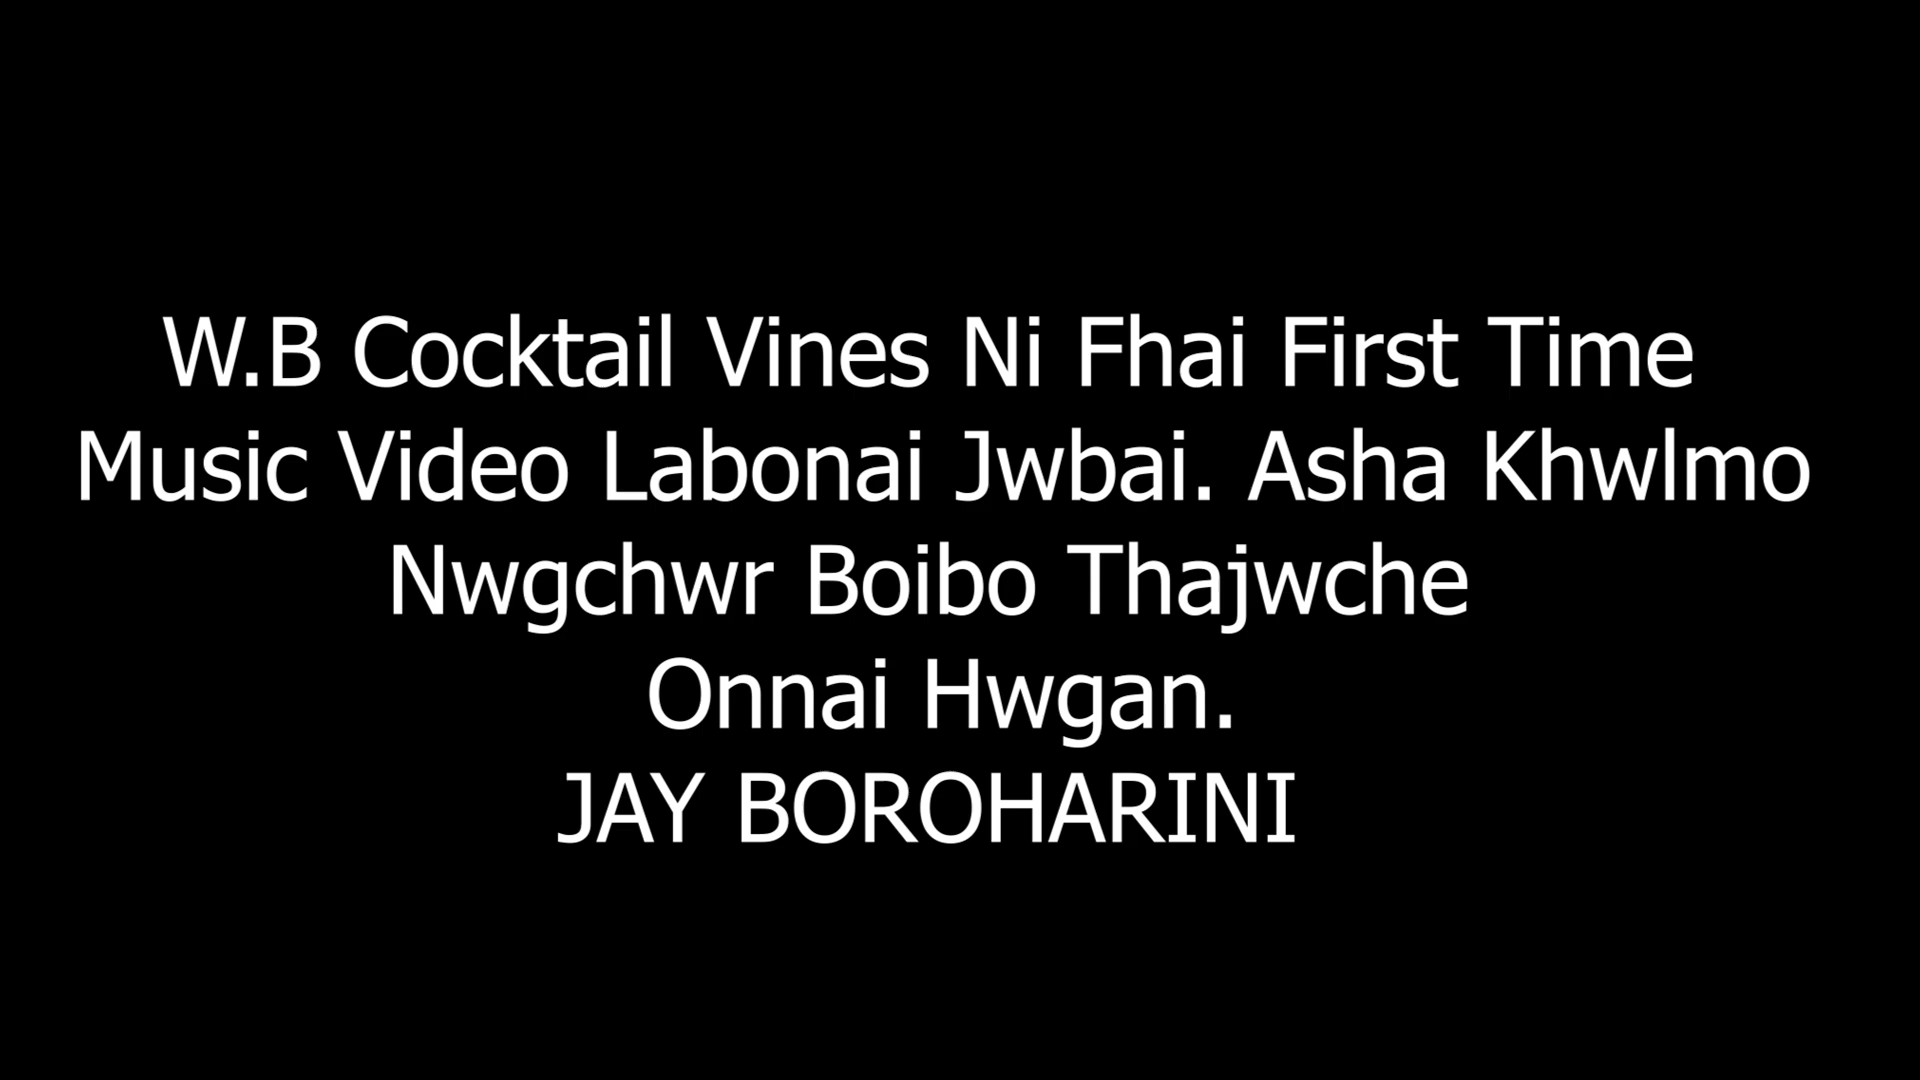 W.B Cocktail Vines Ni Fhai First Time
Music Video Labonai Jwbai. Asha Khwlmo
Nwgchwr Boibo Thajwche
Onnai Hwgan.
JAY BOROHARINI